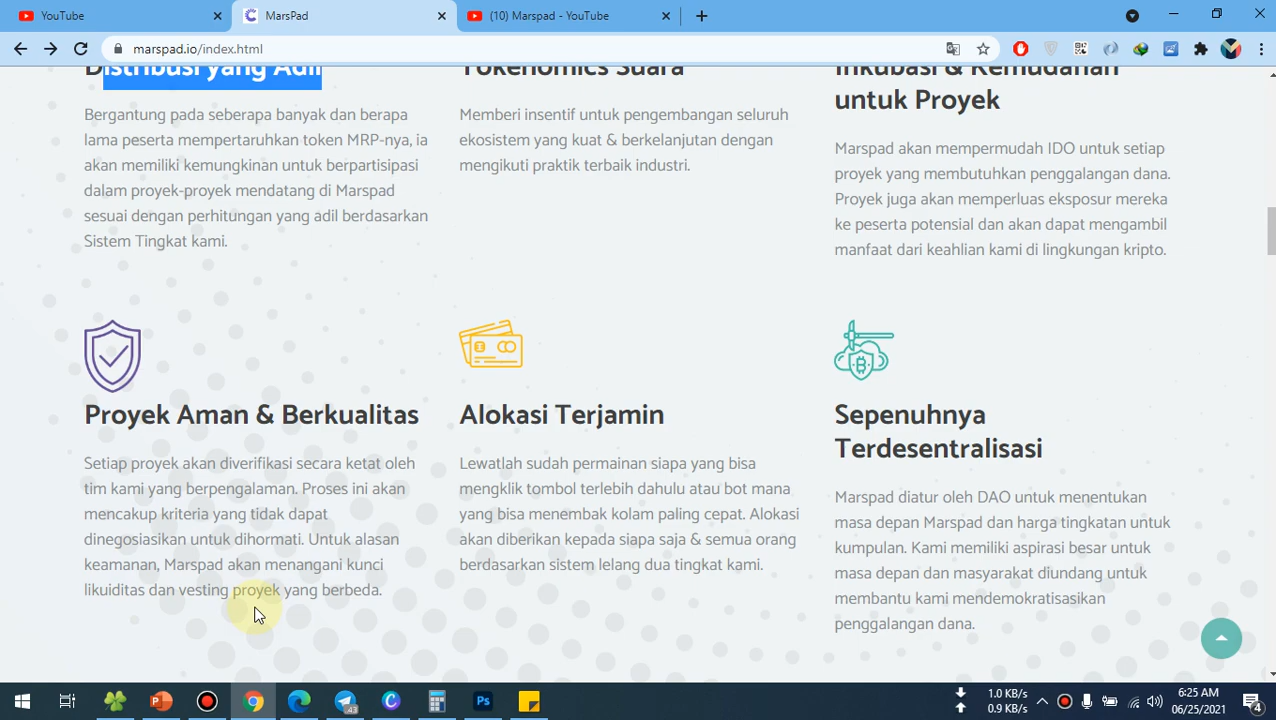 YouTube
MarsPad
(10) Marspad - YouTube
marspad.io/index.html
Distribusi yang Adil
Bergantung pada seberapa banyak dan berapa
lama peserta mempertaruhkan token MRP-nya, ia
akan memiliki kemungkinan untuk berpartisipasi
dalam proyek-proyek mendatang di Marspad
sesuai dengan perhitungan yang adil berdasarkan
Sistem Tingkat kami.
Tokenomics Suara
Memberi insentif untuk pengembangan seluruh
ekosistem yang kuat & berkelanjutan dengan
mengikuti praktik terbaik industri.
Inkubasi & Kemudahan
untuk Proyek
Marspad akan mempermudah IDO untuk setiap
proyek yang membutuhkan penggalangan dana.
Proyek juga akan memperluas eksposur mereka
ke peserta potensial dan akan dapat mengambil
manfaat dari keahlian kami di lingkungan kripto.
Proyek Aman & Berkualitas
Setiap proyek akan diverifikasi secara ketat oleh
tim kami yang berpengalaman. Proses ini akan
mencakup kriteria yang tidak dapat
dinegosiasikan untuk dihormati. Untuk alasan
keamanan, Marspad akan menangani kunci
likuiditas dan vesting proyek yang berbeda.
Alokasi Terjamin
Lewatlah sudah permainan siapa yang bisa
mengklik tombol terlebih dahulu atau bot mana
yang bisa menembak kolam paling cepat. Alokasi
akan diberikan kepada siapa saja & semua orang
berdasarkan sistem lelang dua tingkat kami.
Sepenuhnya
Terdesentralisasi
Marspad diatur oleh DAO untuk menentukan
masa depan Marspad dan harga tingkatan untuk
kumpulan. Kami memiliki aspirasi besar untuk
masa depan dan masyarakat diundang untuk
membantu kami mendemokratisasikan
penggalangan dana.
43
1.0 KB/s
0.9 KB/s
6:25 AM
06/25/2021
4